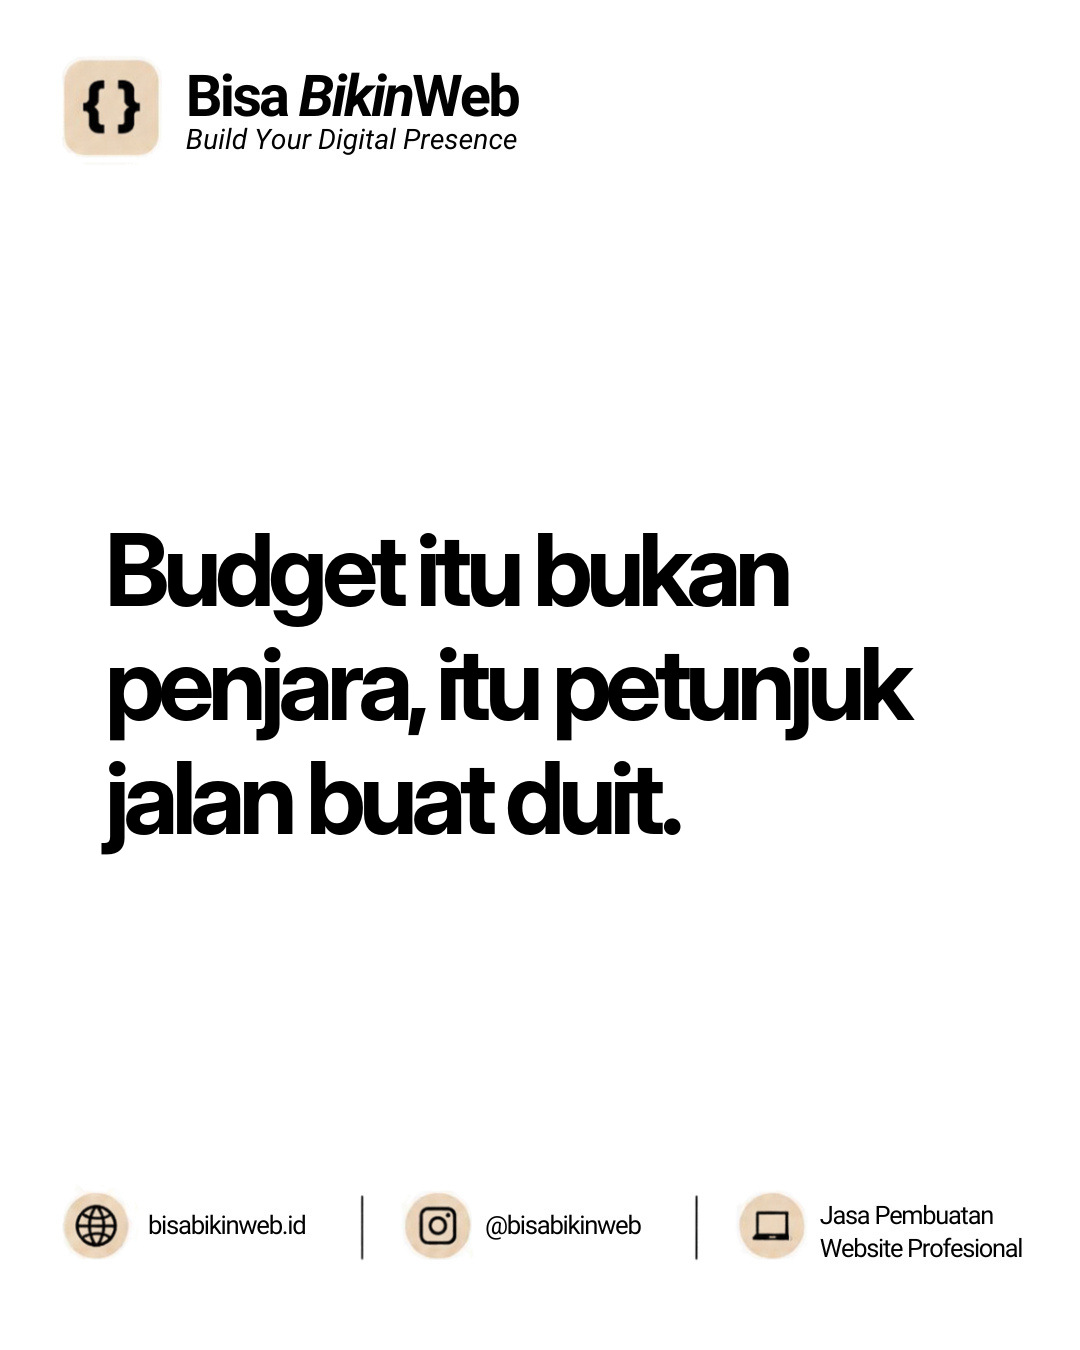 { }
Bisa BikinWeb
Build Your Digital Presence
Budget itu bukan
penjara, itu petunjuk
jalan buat duit.
bisabikinweb.id
@bisabikinweb
Jasa Pembuatan
Website Profesional